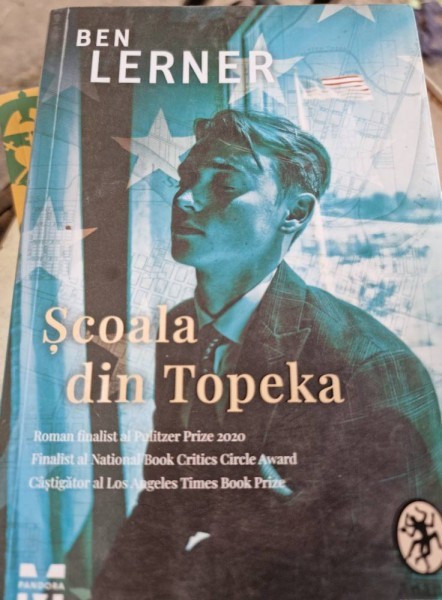 BEN
LERNER
Școala
din Topeka
Roman finalist al Pulitzer Prize 2020
Finalist al National Book Critics Circle Award
Câștigător al Los Angeles Times Book Prize
PANDORA
M